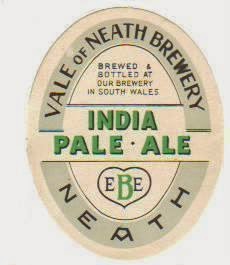 VALE OF NEATH BREWERY
BREWED &
BOTTLED AT
OUR BREWERY
IN SOUTH WALES
INDIA
PALE · ALE
EBE
NEATH